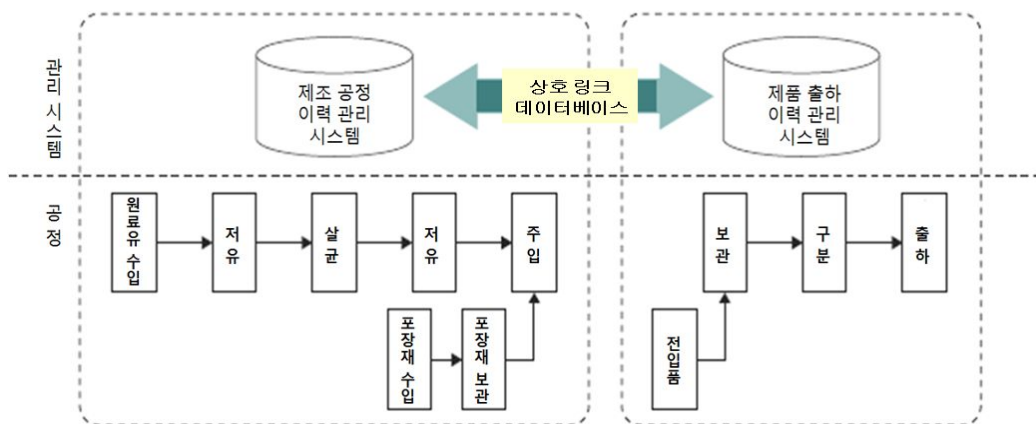 관리 시스템
제조 공정
이력 관리
시스템
상호 링크
데이터베이스
제품 출하
이력 관리
시스템
공정
원료유 수입
저유
살균
저유
주입
보관
구분
출하
포장재 수입
포장재 보관
전입품